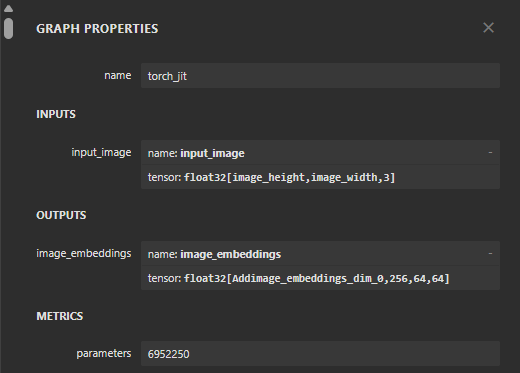 GRAPH PROPERTIES
name torch_jit
INPUTS
input_image name: input_image -
tensor: float32[image_height,image_width,3]
OUTPUTS
image_embeddings name: image_embeddings -
tensor: float32[Addimage_embeddings_dim_0,256,64,64]
METRICS
parameters 6952250